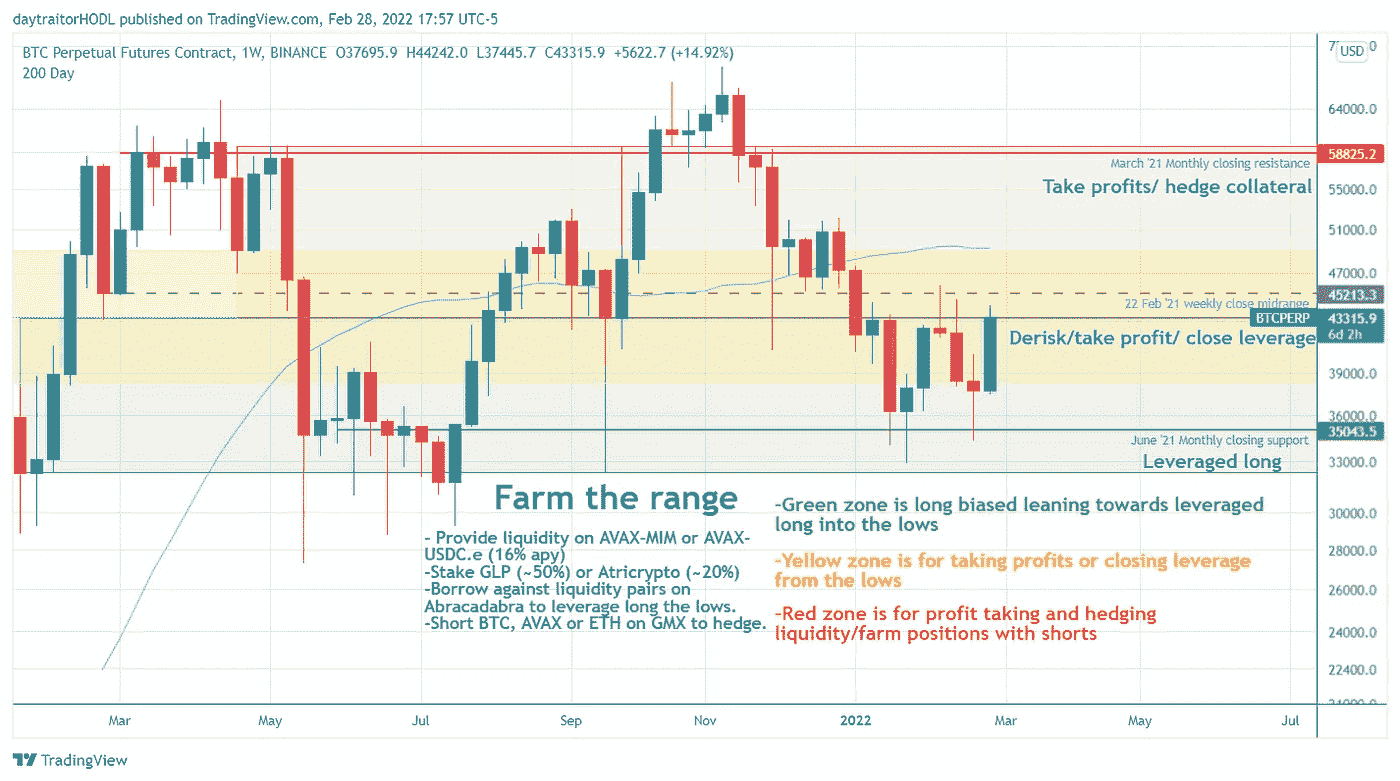 daytraitorHODL published on TradingView.com, Feb 28, 2022 17:57 UTC-5
BTC Perpetual Futures Contract, 1W, BINANCE O37695.9 H44242.0 L37445.7 C43315.9 +5622.7 (+14.92%)
200 Day
USD
64000.0
58825.2
March '21 Monthly closing resistance
Take profits/ hedge collateral
55000.0
51000.0
47000.0
45213.3
22 Feb '21 weekly close midrange
BTCPERP 43315.9
6d 2h
Derisk/take profit/ close leverage
39000.0
36000.0
35043.5
June '21 Monthly closing support
Leveraged long
33000.0
30000.0
28000.0
26000.0
24000.0
22400.0
Farm the range
- Provide liquidity on AVAX-MIM or AVAX-
USDC.e (16% apy)
-Stake GLP (~50%) or Atricrypto (~20%)
-Borrow against liquidity pairs on
Abracadabra to leverage long the lows.
-Short BTC, AVAX or ETH on GMX to hedge.
-Green zone is long biased leaning towards leveraged
long into the lows
-Yellow zone is for taking profits or closing leverage
from the lows
-Red zone is for profit taking and hedging
liquidity/farm positions with shorts
Mar May Jul Sep Nov 2022 Mar May Jul
TradingView